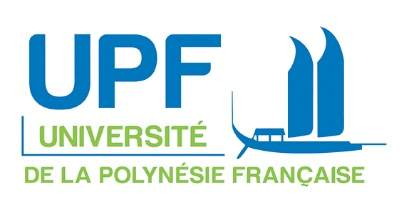 UPF
UNIVERSITÉ
DE LA POLYNÉSIE FRANÇAISE